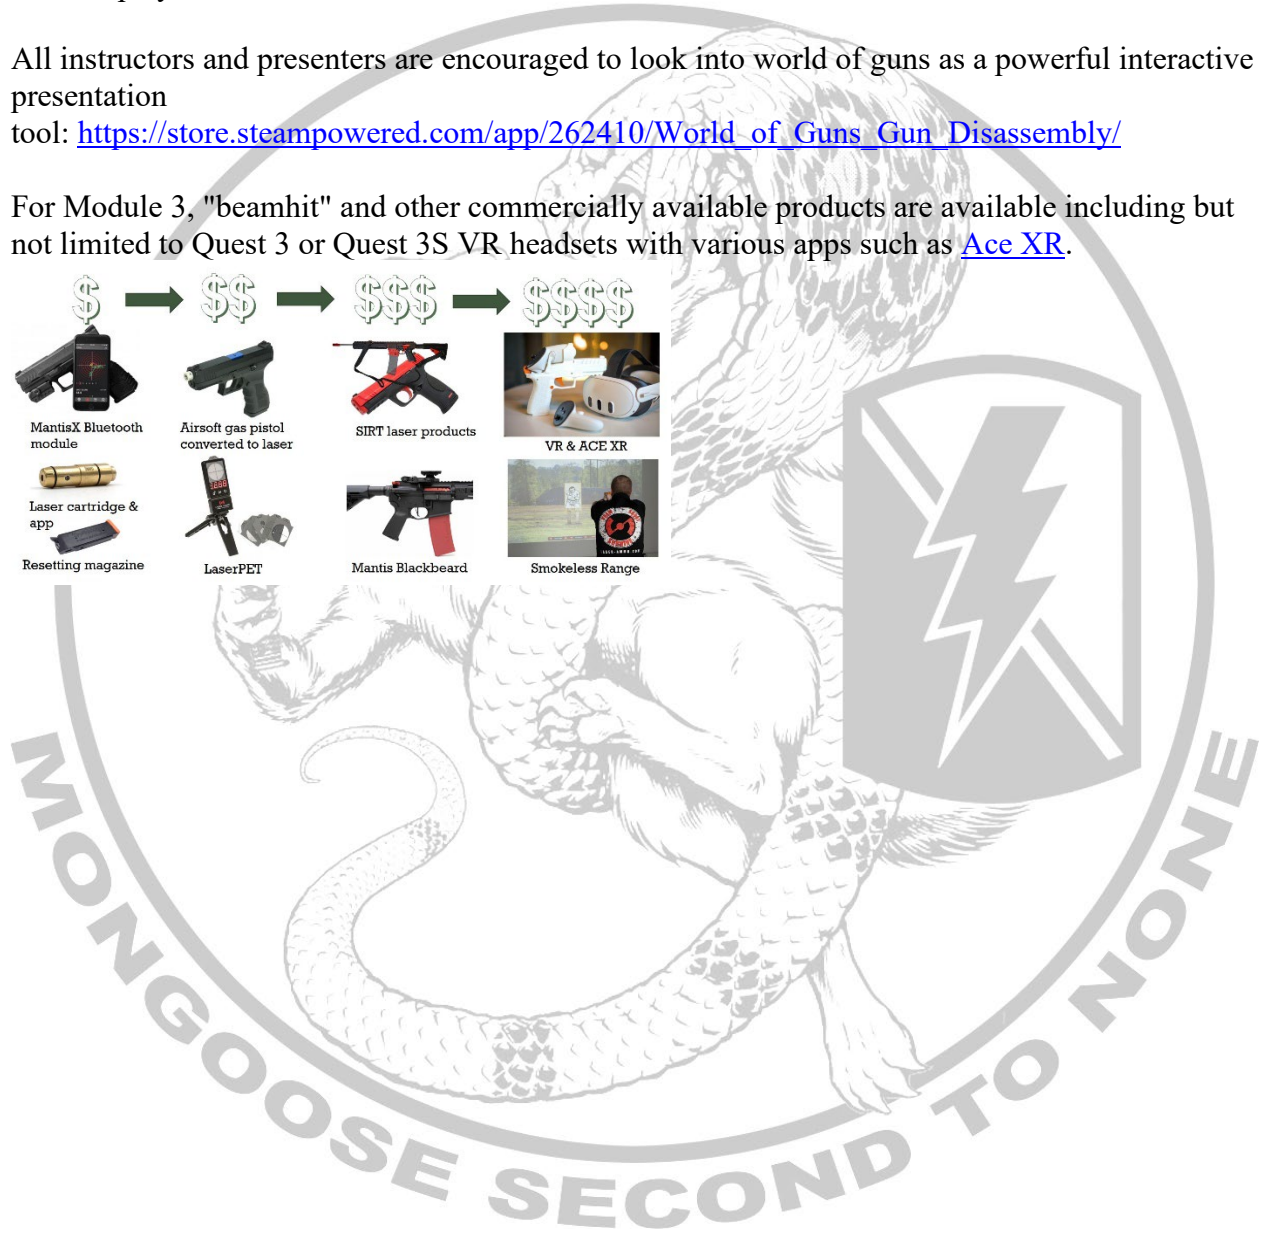 All instructors and presenters are encouraged to look into world of guns as a powerful interactive
presentation
tool: https://store.steampowered.com/app/262410/World_of_Guns_Gun_Disassembly/
For Module 3, "beamhit" and other commercially available products are available including but
not limited to Quest 3 or Quest 3S VR headsets with various apps such as Ace XR.
$ $$ $$$ $$$$
MantisX Bluetooth
module
Airsoft gas pistol
converted to laser
SIRT laser products
VR & ACE XR
Laser cartridge &
app
Resetting magazine
LaserPET
Mantis Blackbeard
Smokeless Range
MONGOOSE SECOND TO NONE